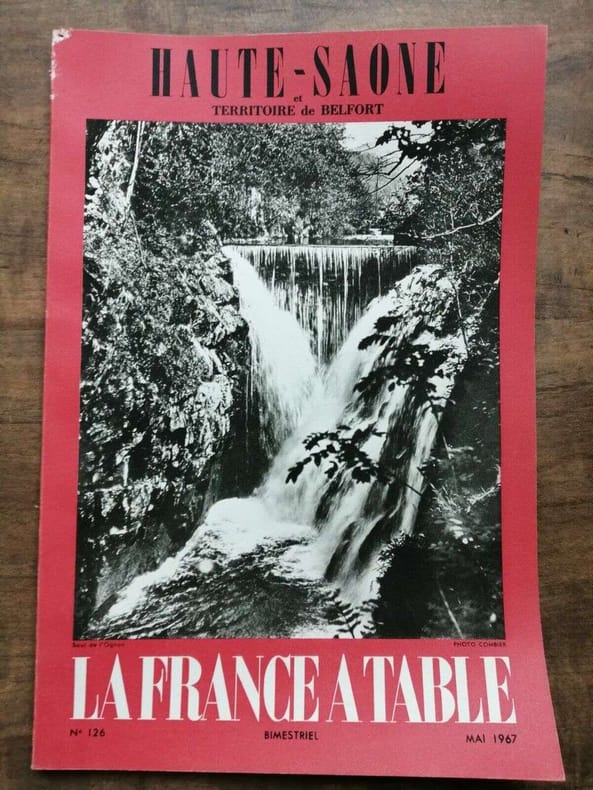 HAUTE-SAONE
et
TERRITOIRE de BELFORT
Saut de l'Ognon
PHOTO COMBIER
LA FRANCE A TABLE
N° 126
BIMESTRIEL
MAI 1967